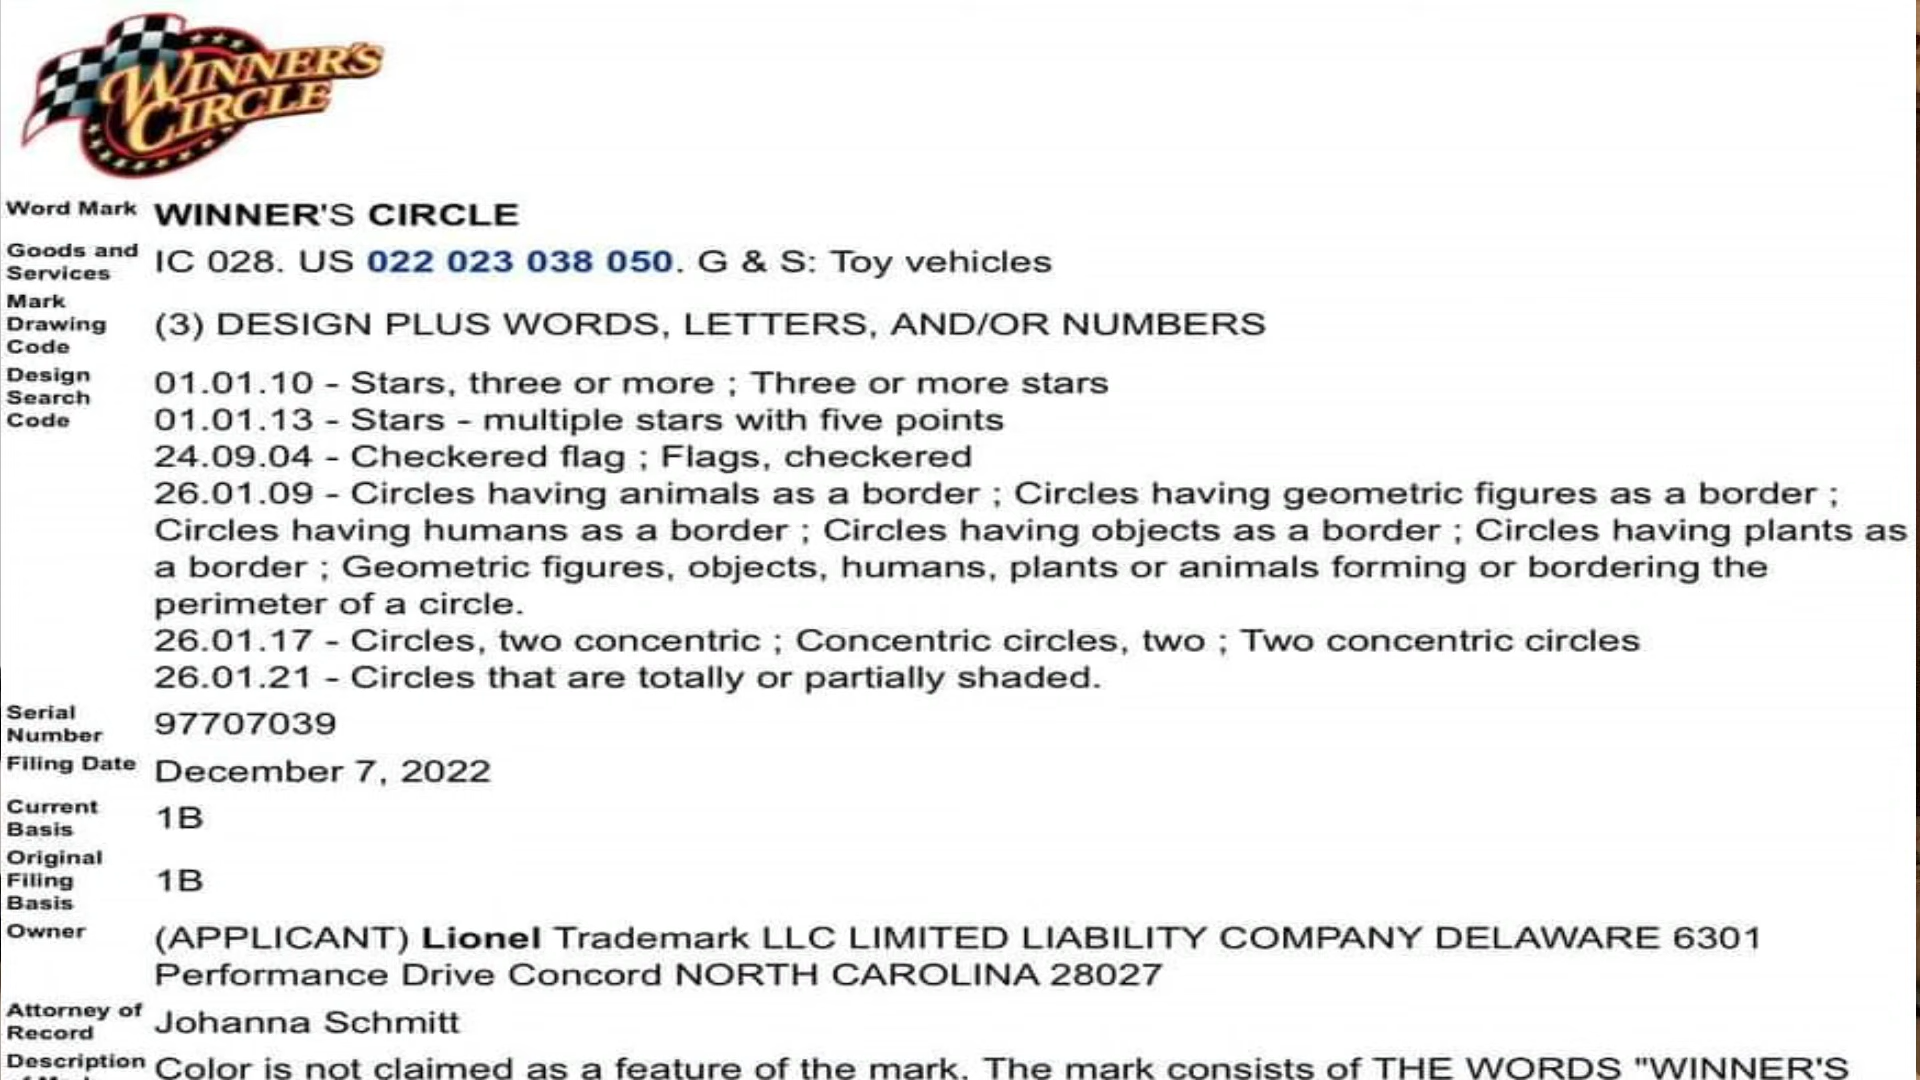 WINNER'S
CIRCLE
Word Mark WINNER'S CIRCLE
Goods and Services IC 028. US 022 023 038 050. G & S: Toy vehicles
Mark Drawing Code (3) DESIGN PLUS WORDS, LETTERS, AND/OR NUMBERS
Design Search Code 01.01.10 - Stars, three or more ; Three or more stars
01.01.13 - Stars - multiple stars with five points
24.09.04 - Checkered flag ; Flags, checkered
26.01.09 - Circles having animals as a border ; Circles having geometric figures as a border ;
Circles having humans as a border ; Circles having objects as a border ; Circles having plants as
a border ; Geometric figures, objects, humans, plants or animals forming or bordering the
perimeter of a circle.
26.01.17 - Circles, two concentric ; Concentric circles, two ; Two concentric circles
26.01.21 - Circles that are totally or partially shaded.
Serial Number 97707039
Filing Date December 7, 2022
Current Basis 1B
Original Filing Basis 1B
Owner (APPLICANT) Lionel Trademark LLC LIMITED LIABILITY COMPANY DELAWARE 6301
Performance Drive Concord NORTH CAROLINA 28027
Attorney of Record Johanna Schmitt
Description Color is not claimed as a feature of the mark. The mark consists of THE WORDS "WINNER'S